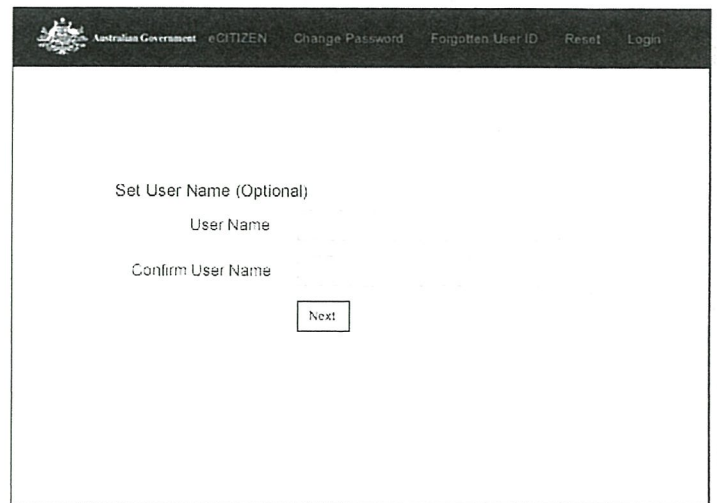 Australian Government eCITIZEN Change Password Forgotten User ID Reset Login
Set User Name (Optional)
User Name
Confirm User Name
Next